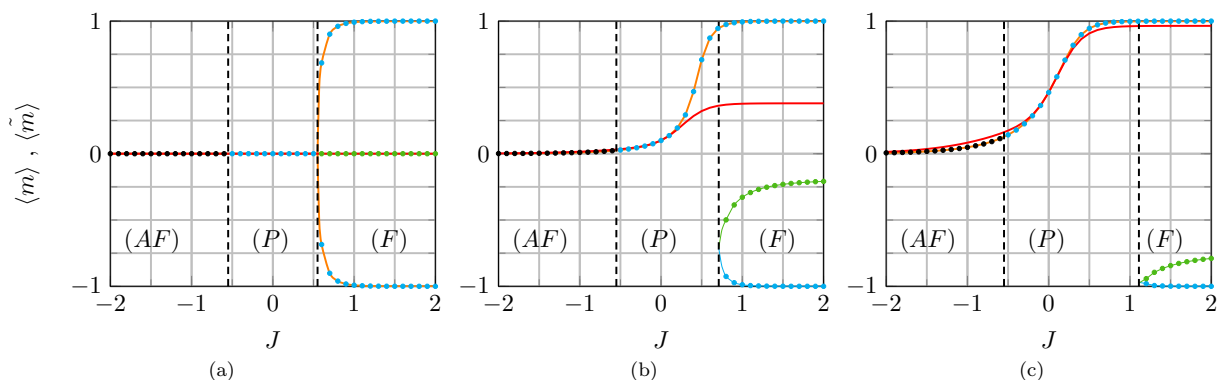 ⟨m⟩ , ⟨m̃⟩
1
0
−1
(AF) (P) (F)
−2 −1 0 1 2
J
(a)
1
0
−1
(AF) (P) (F)
−2 −1 0 1 2
J
(b)
1
0
−1
(AF) (P) (F)
−2 −1 0 1 2
J
(c)